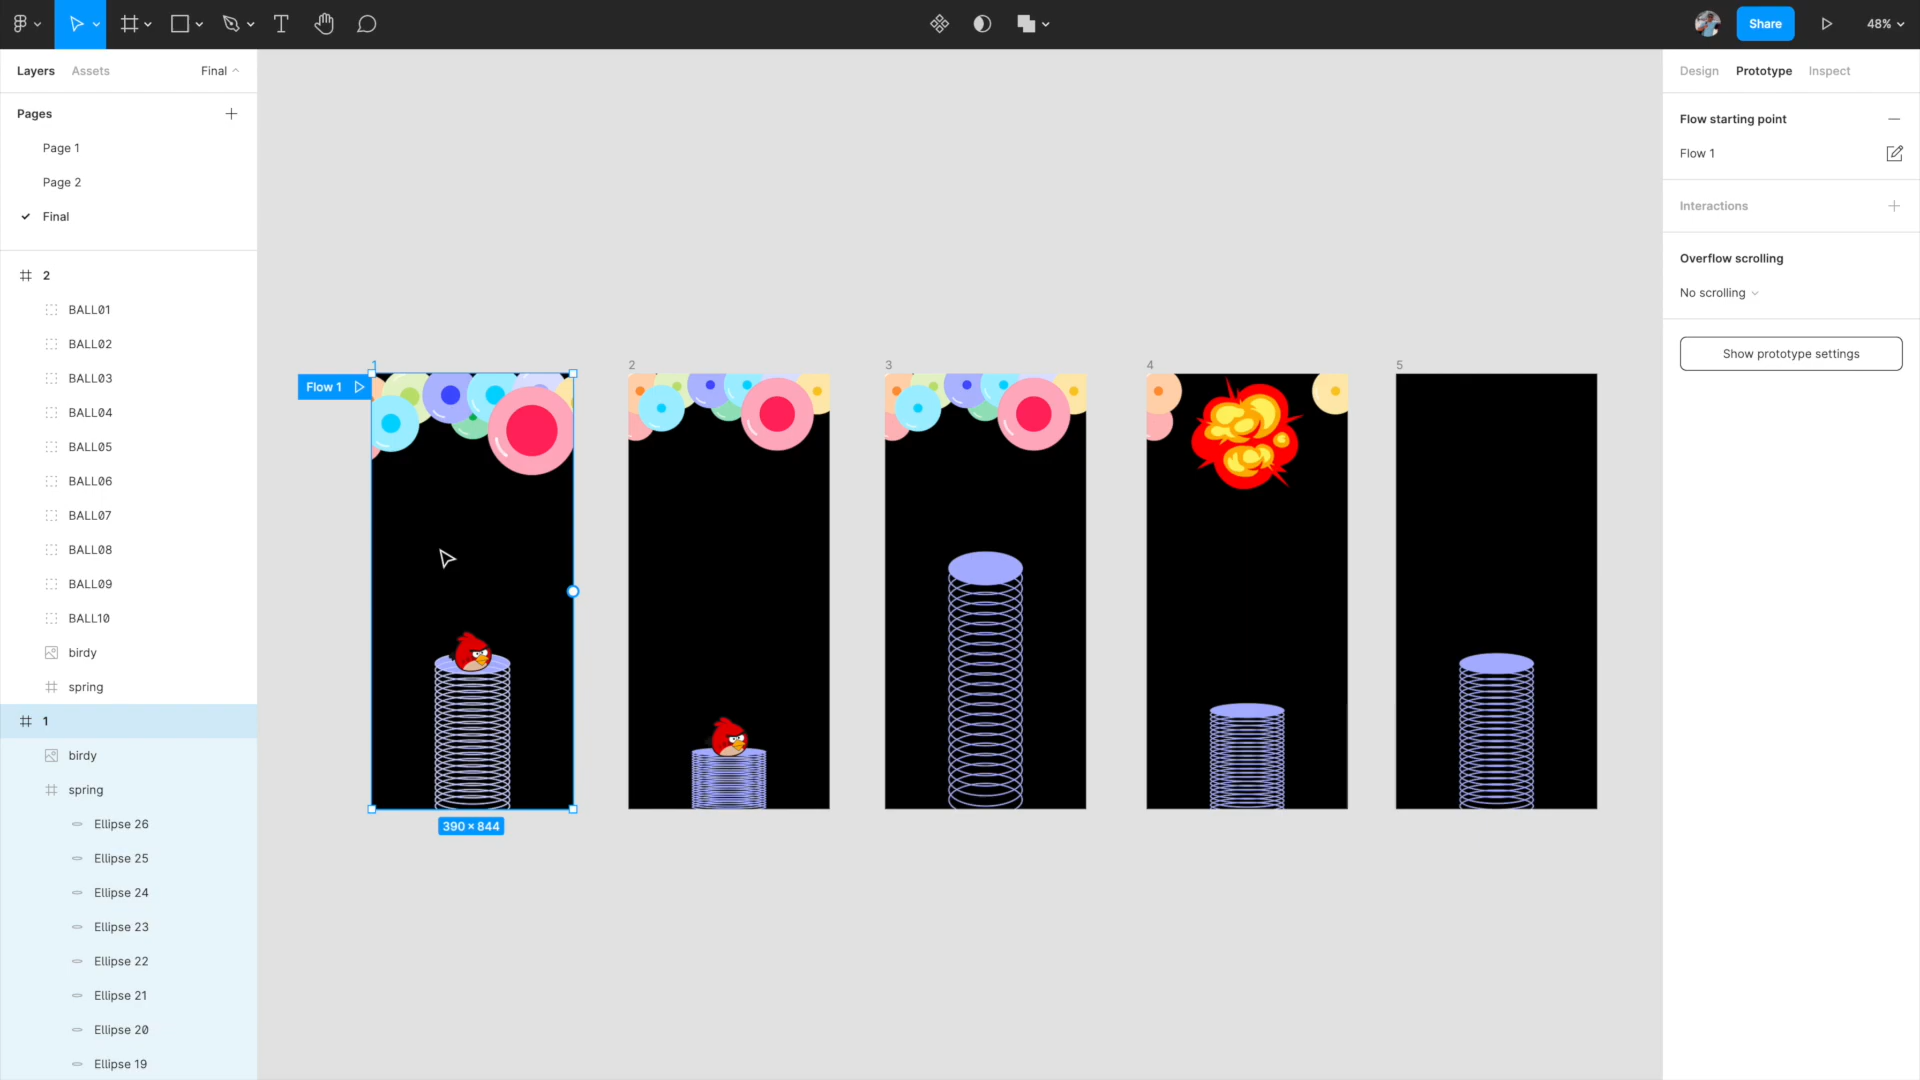 Share
48%
Layers
Assets
Final
Pages
Page 1
Page 2
Final
2
BALL01
BALL02
BALL03
BALL04
BALL05
BALL06
BALL07
BALL08
BALL09
BALL10
birdy
spring
1
birdy
spring
Ellipse 26
Ellipse 25
Ellipse 24
Ellipse 23
Ellipse 22
Ellipse 21
Ellipse 20
Ellipse 19
1
2
3
4
5
Flow 1
390 × 844
Design
Prototype
Inspect
Flow starting point
Flow 1
Interactions
Overflow scrolling
No scrolling
Show prototype settings